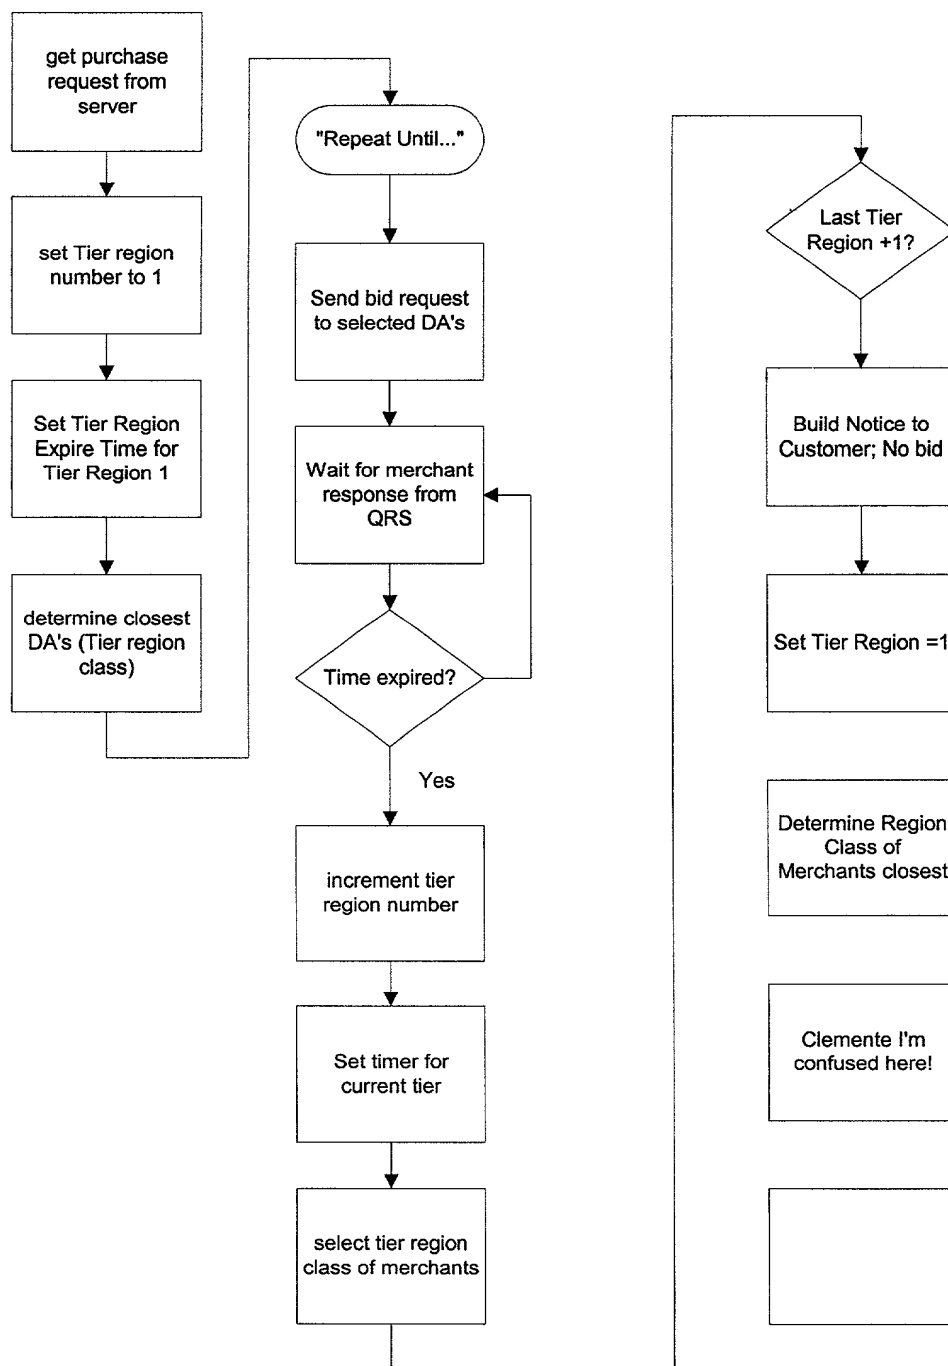 get purchase
request from
server
set Tier region
number to 1
Set Tier Region
Expire Time for
Tier Region 1
determine closest
DA's (Tier region
class)
"Repeat Until..."
Send bid request
to selected DA's
Wait for merchant
response from
QRS
Time expired?
Yes
increment tier
region number
Set timer for
current tier
select tier region
class of merchants
Last Tier
Region +1?
Build Notice to
Customer; No bid
Set Tier Region =1
Determine Region
Class of
Merchants closest
Clemente I'm
confused here!